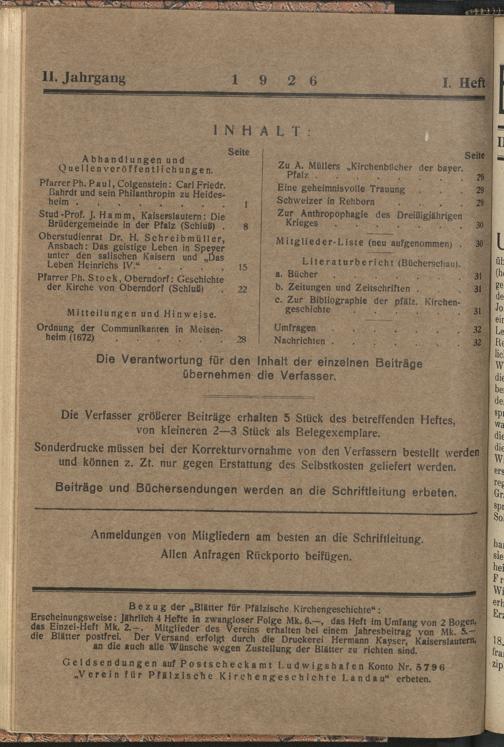 II. Jahrgang 1 9 2 6 I. Heft
INHALT:
Seite
Abhandlungen und
Quellenveröffentlichungen.
Pfarrer Ph. Paul, Colgenstein: Carl Friedr.
Bahrdt und sein Philanthropin zu Heides-
heim . . . . . . . . 1
Stud-Prof. J. Hamm, Kaiserslautern: Die
Brüdergemeinde in der Pfalz (Schluß) . 8
Oberstudienrat Dr. H. Schreibmüller,
Ansbach: Das geistige Leben in Speyer
unter den salischen Kaisern und „Das
Leben Heinrichs IV.“ . . . . . 15
Pfarrer Ph. Stock, Oberndorf: Geschichte
der Kirche von Oberndorf (Schluß) . . 22
Mitteilungen und Hinweise.
Ordnung der Communikanten in Meisen-
heim (1672) . . . . . . 28
Seite
Zu A. Müllers „Kirchenbücher der bayer.
Pfalz . . . . . . . 29
Eine geheimnisvolle Trauung . . . 29
Schweizer in Rehborn . . . . 29
Zur Anthropophagie des Dreißigjährigen
Krieges . . . . . . . 30
Mitglieder-Liste (neu aufgenommen) . 30
Literaturbericht (Bücherschau).
a. Bücher . . . . . . 31
b. Zeitungen und Zeitschriften . . . 31
c. Zur Bibliographie der pfälz. Kirchen-
geschichte . . . . . . 31
Umfragen . . . . . . 32
Nachrichten . . . . . . 32
Die Verantwortung für den Inhalt der einzelnen Beiträge
übernehmen die Verfasser.
Die Verfasser größerer Beiträge erhalten 5 Stück des betreffenden Heftes,
von kleineren 2—3 Stück als Belegexemplare.
Sonderdrucke müssen bei der Korrekturvornahme von den Verfassern bestellt werden
und können z. Zt. nur gegen Erstattung des Selbstkosten geliefert werden.
Beiträge und Büchersendungen werden an die Schriftleitung erbeten.
Anmeldungen von Mitgliedern am besten an die Schriftleitung.
Allen Anfragen Rückporto beifügen.
Bezug der „Blätter für Pfälzische Kirchengeschichte“:
Erscheinungsweise: Jährlich 4 Hefte in zwangloser Folge Mk. 6.—, das Heft im Umfang von 2 Bogen,
das Einzel-Heft Mk. 2.—. Mitglieder des Vereins erhalten bei einem Jahresbeitrag von Mk. 5.—
die Blätter postfrei. Der Versand erfolgt durch die Druckerei Hermann Kayser, Kaiserslautern,
an die auch alle Wünsche wegen Zustellung der Blätter zu richten sind.
Geldsendungen auf Postscheckamt Ludwigshafen Konto Nr. 5796
„Verein für Pfälzische Kirchengeschichte Landau“ erbeten.